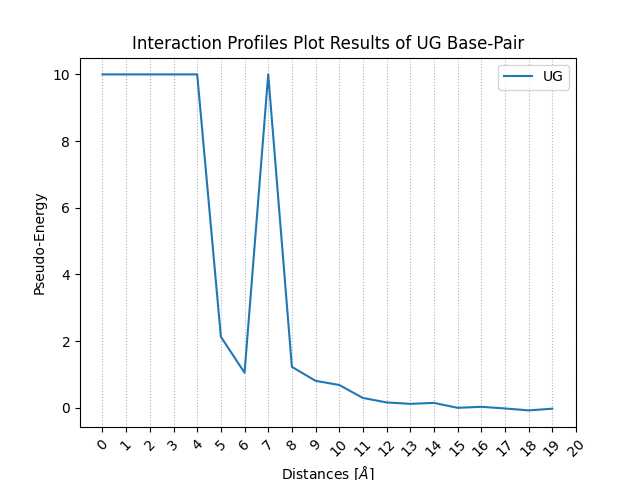 Interaction Profiles Plot Results of UG Base-Pair
UG
10
8
6
4
2
0
Pseudo-Energy
0 1 2 3 4 5 6 7 8 9 10 11 12 13 14 15 16 17 18 19 20
Distances [Å]